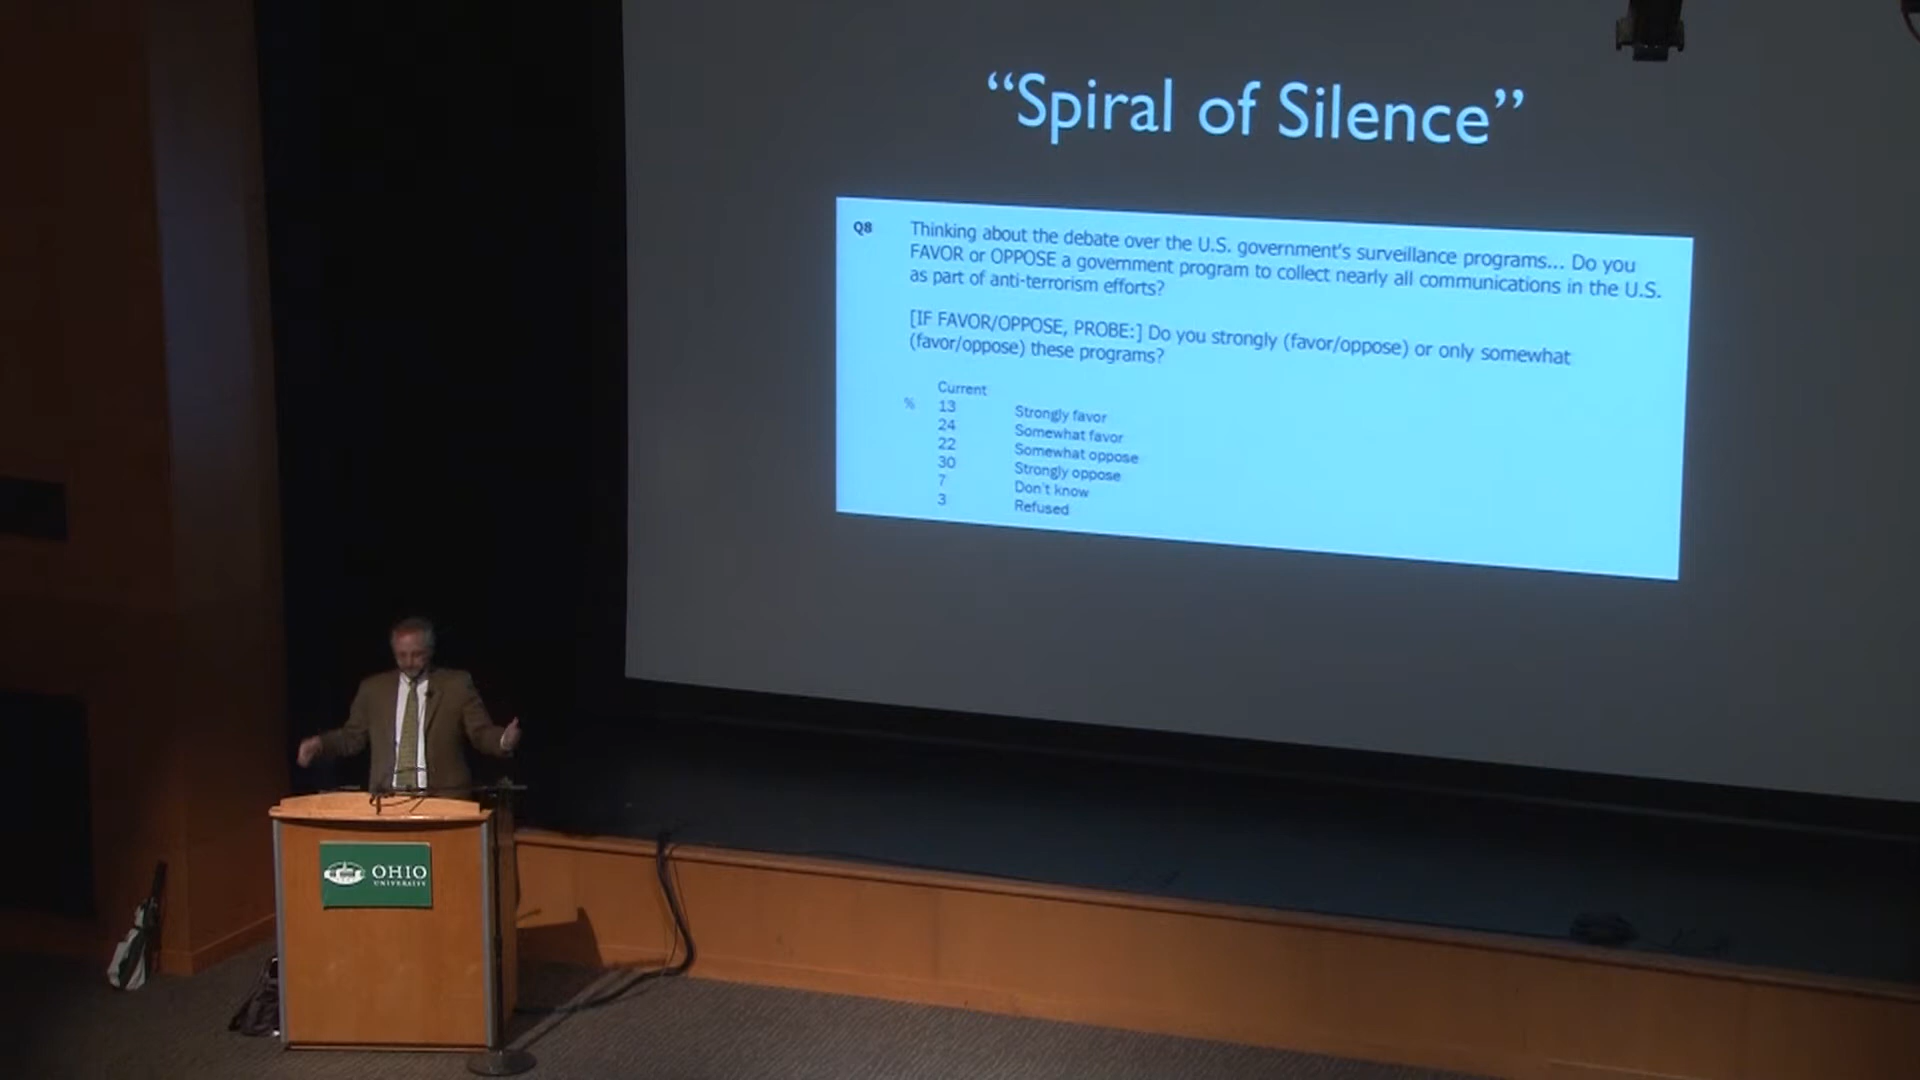 “Spiral of Silence”
Q8 Thinking about the debate over the U.S. government's surveillance programs... Do you
FAVOR or OPPOSE a government program to collect nearly all communications in the U.S.
as part of anti-terrorism efforts?
[IF FAVOR/OPPOSE, PROBE:] Do you strongly (favor/oppose) or only somewhat
(favor/oppose) these programs?
Current
% 13 Strongly favor
24 Somewhat favor
22 Somewhat oppose
30 Strongly oppose
7 Don't know
3 Refused
OHIO
UNIVERSITY